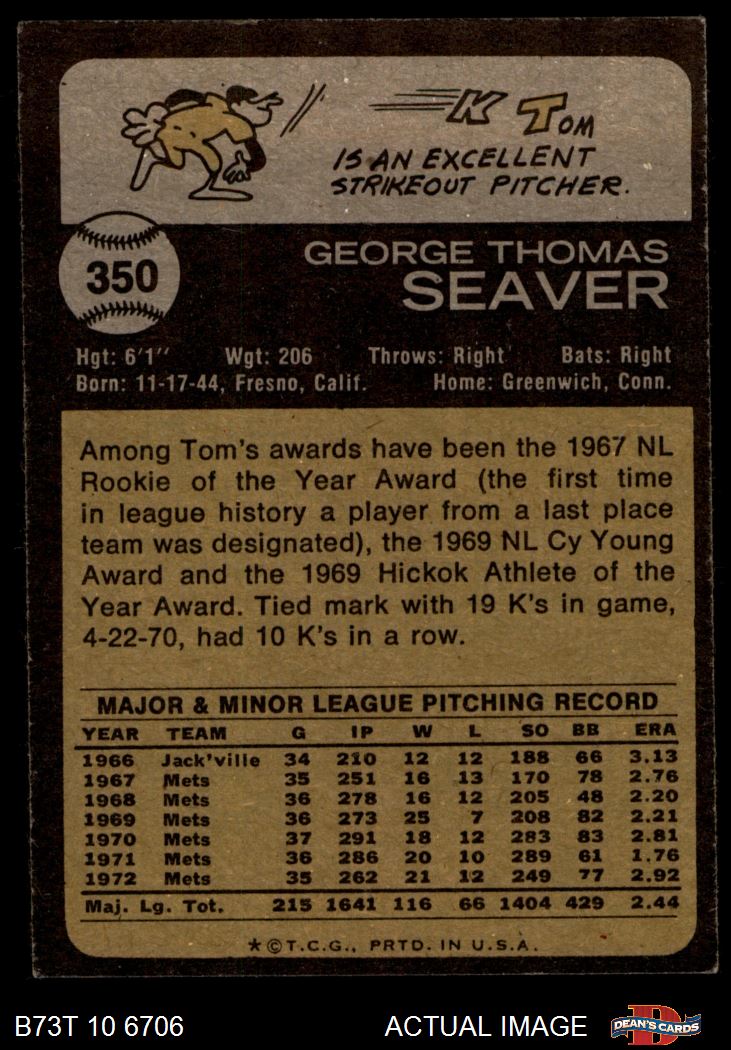 K TOM
IS AN EXCELLENT
STRIKEOUT PITCHER.
350
GEORGE THOMAS
SEAVER
Hgt: 6'1" Wgt: 206 Throws: Right Bats: Right
Born: 11-17-44, Fresno, Calif. Home: Greenwich, Conn.
Among Tom's awards have been the 1967 NL
Rookie of the Year Award (the first time
in league history a player from a last place
team was designated), the 1969 NL Cy Young
Award and the 1969 Hickok Athlete of the
Year Award. Tied mark with 19 K's in game,
4-22-70, had 10 K's in a row.
MAJOR & MINOR LEAGUE PITCHING RECORD
YEAR TEAM G IP W L SO BB ERA
1966 Jack'ville 34 210 12 12 188 66 3.13
1967 Mets 35 251 16 13 170 78 2.76
1968 Mets 36 278 16 12 205 48 2.20
1969 Mets 36 273 25 7 208 82 2.21
1970 Mets 37 291 18 12 283 83 2.81
1971 Mets 36 286 20 10 289 61 1.76
1972 Mets 35 262 21 12 249 77 2.92
Maj. Lg. Tot. 215 1641 116 66 1404 429 2.44
★©T.C.G., PRTD. IN U.S.A.
B73T 10 6706 ACTUAL IMAGE D DEAN'S CARDS